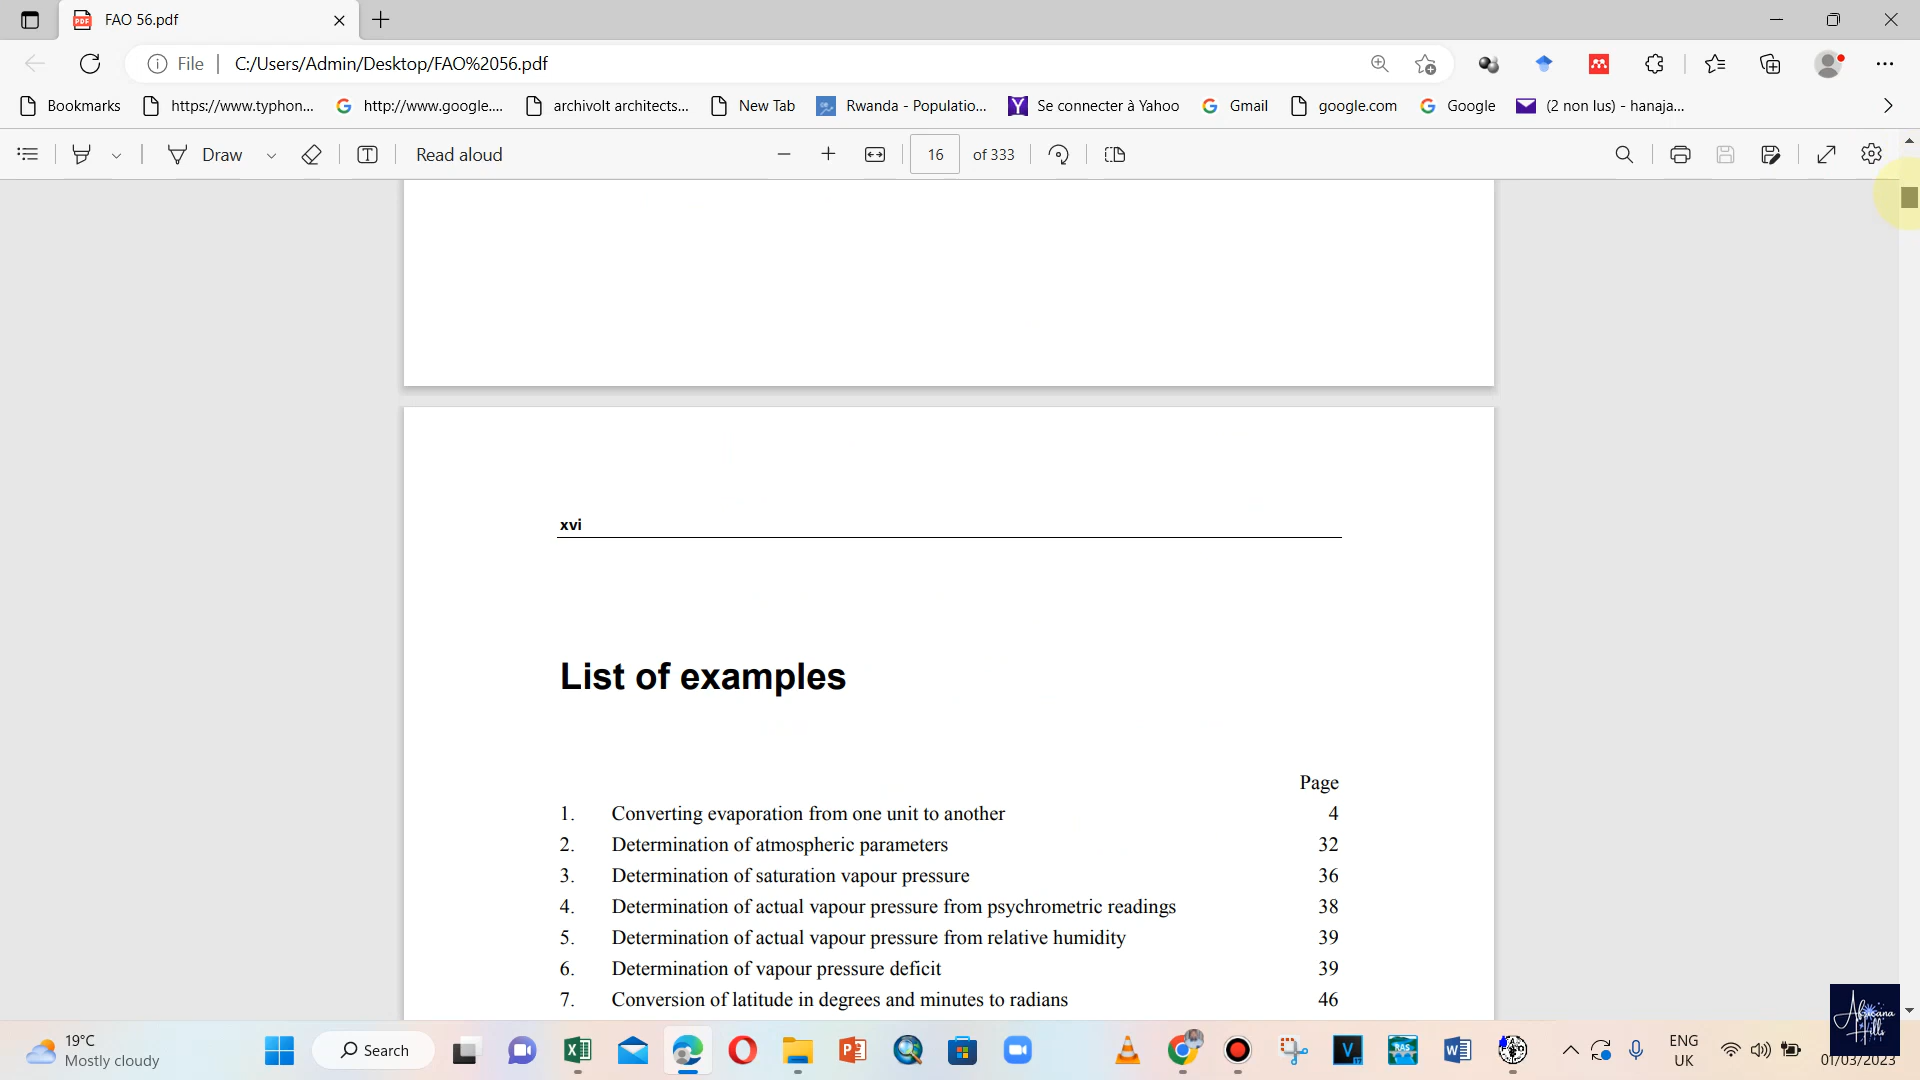 FAO 56.pdf
File
C:/Users/Admin/Desktop/FAO%2056.pdf
Bookmarks
https://www.typhon...
http://www.google....
archivolt architects...
New Tab
Rwanda - Populatio...
Se connecter à Yahoo
Gmail
google.com
Google
(2 non lus) - hanaja...
Draw
Read aloud
16 of 333
xvi
List of examples
Page
1. Converting evaporation from one unit to another 4
2. Determination of atmospheric parameters 32
3. Determination of saturation vapour pressure 36
4. Determination of actual vapour pressure from psychrometric readings 38
5. Determination of actual vapour pressure from relative humidity 39
6. Determination of vapour pressure deficit 39
7. Conversion of latitude in degrees and minutes to radians 46
19°C
Mostly cloudy
Search
ENG
UK
Africana
Hills
01/03/2023